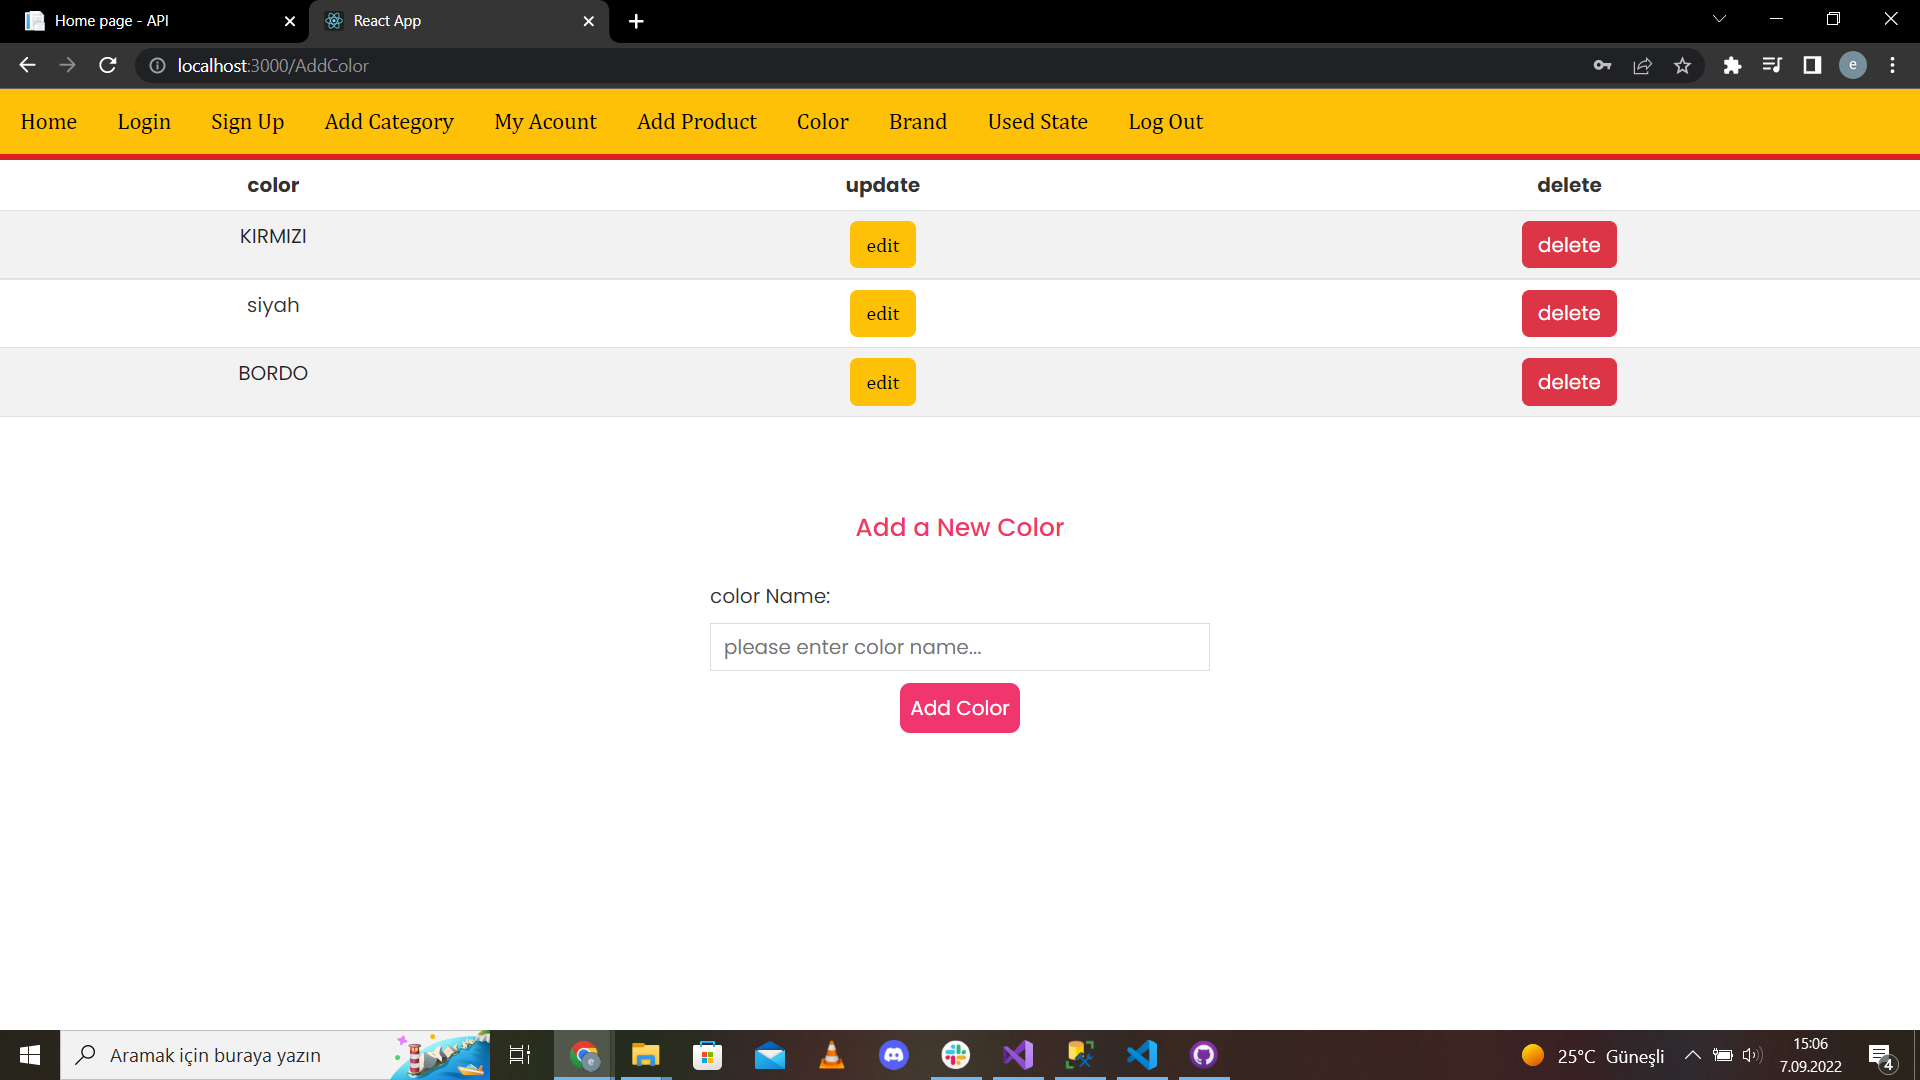 Home page - API
React App
localhost:3000/AddColor
e
Home Login Sign Up Add Category My Acount Add Product Color Brand Used State Log Out
color update delete
KIRMIZI edit delete
siyah edit delete
BORDO edit delete
Add a New Color
color Name:
please enter color name...
Add Color
Aramak için buraya yazın
e
25°C Güneşli
15:06
7.09.2022
4